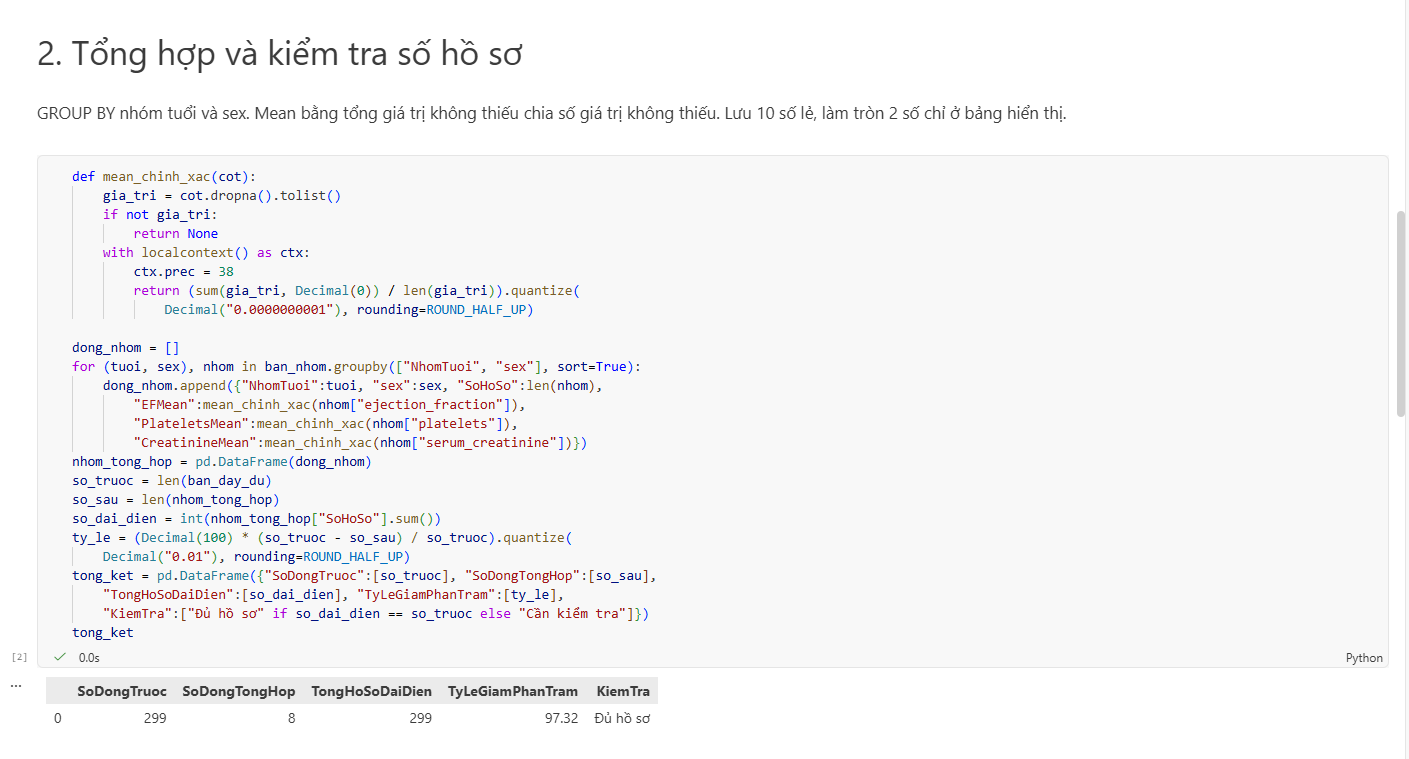 2. Tổng hợp và kiểm tra số hồ sơ
GROUP BY nhóm tuổi và sex. Mean bằng tổng giá trị không thiếu chia số giá trị không thiếu. Lưu 10 số lẻ, làm tròn 2 số chỉ ở bảng hiển thị.
def mean_chinh_xac(cot):
    gia_tri = cot.dropna().tolist()
    if not gia_tri:
        return None
    with localcontext() as ctx:
        ctx.prec = 38
        return (sum(gia_tri, Decimal(0)) / len(gia_tri)).quantize(
            Decimal("0.0000000001"), rounding=ROUND_HALF_UP)

dong_nhom = []
for (tuoi, sex), nhom in ban_nhom.groupby(["NhomTuoi", "sex"], sort=True):
    dong_nhom.append({"NhomTuoi":tuoi, "sex":sex, "SoHoSo":len(nhom),
        "EFMean":mean_chinh_xac(nhom["ejection_fraction"]),
        "PlateletsMean":mean_chinh_xac(nhom["platelets"]),
        "CreatinineMean":mean_chinh_xac(nhom["serum_creatinine"])})
nhom_tong_hop = pd.DataFrame(dong_nhom)
so_truoc = len(ban_day_du)
so_sau = len(nhom_tong_hop)
so_dai_dien = int(nhom_tong_hop["SoHoSo"].sum())
ty_le = (Decimal(100) * (so_truoc - so_sau) / so_truoc).quantize(
    Decimal("0.01"), rounding=ROUND_HALF_UP)
tong_ket = pd.DataFrame({"SoDongTruoc":[so_truoc], "SoDongTongHop":[so_sau],
    "TongHoSoDaiDien":[so_dai_dien], "TyLeGiamPhanTram":[ty_le],
    "KiemTra":["Đủ hồ sơ" if so_dai_dien == so_truoc else "Cần kiểm tra"]})
tong_ket
[2] ✓ 0.0s Python
... SoDongTruoc SoDongTongHop TongHoSoDaiDien TyLeGiamPhanTram KiemTra
0 299 8 299 97.32 Đủ hồ sơ